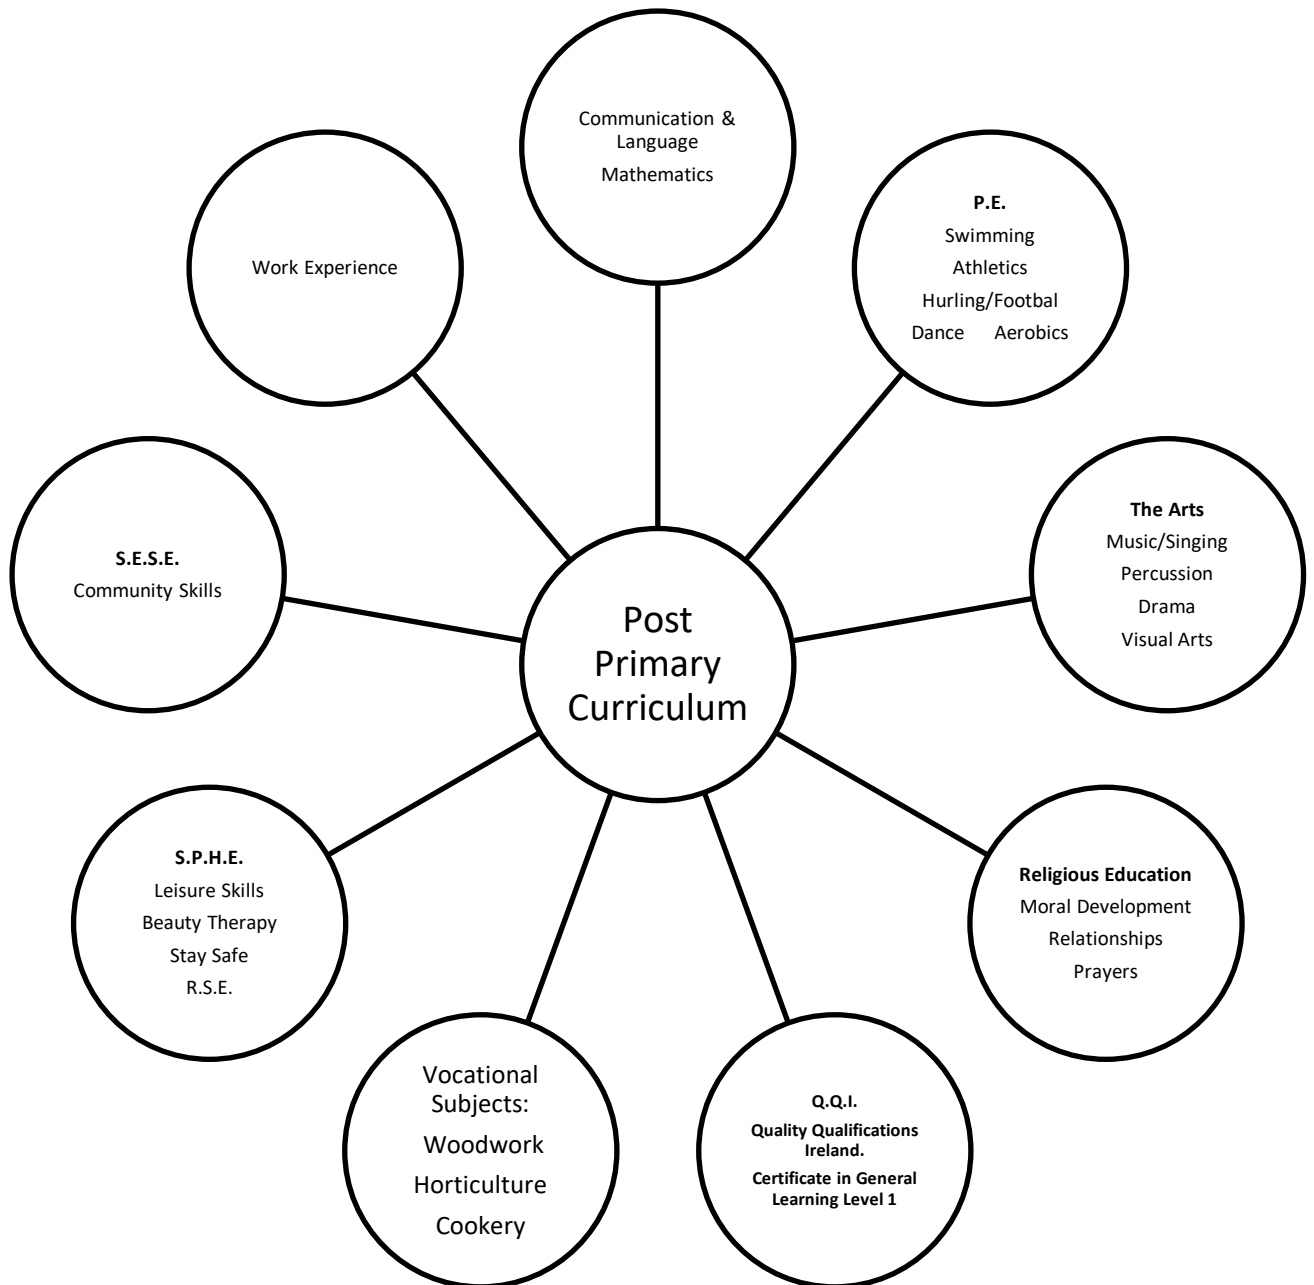 Communication &
Language
Mathematics
P.E.
Swimming
Athletics
Hurling/Footbal
Dance Aerobics
The Arts
Music/Singing
Percussion
Drama
Visual Arts
Religious Education
Moral Development
Relationships
Prayers
Q.Q.I.
Quality Qualifications
Ireland.
Certificate in General
Learning Level 1
Vocational
Subjects:
Woodwork
Horticulture
Cookery
S.P.H.E.
Leisure Skills
Beauty Therapy
Stay Safe
R.S.E.
S.E.S.E.
Community Skills
Work Experience
Post
Primary
Curriculum